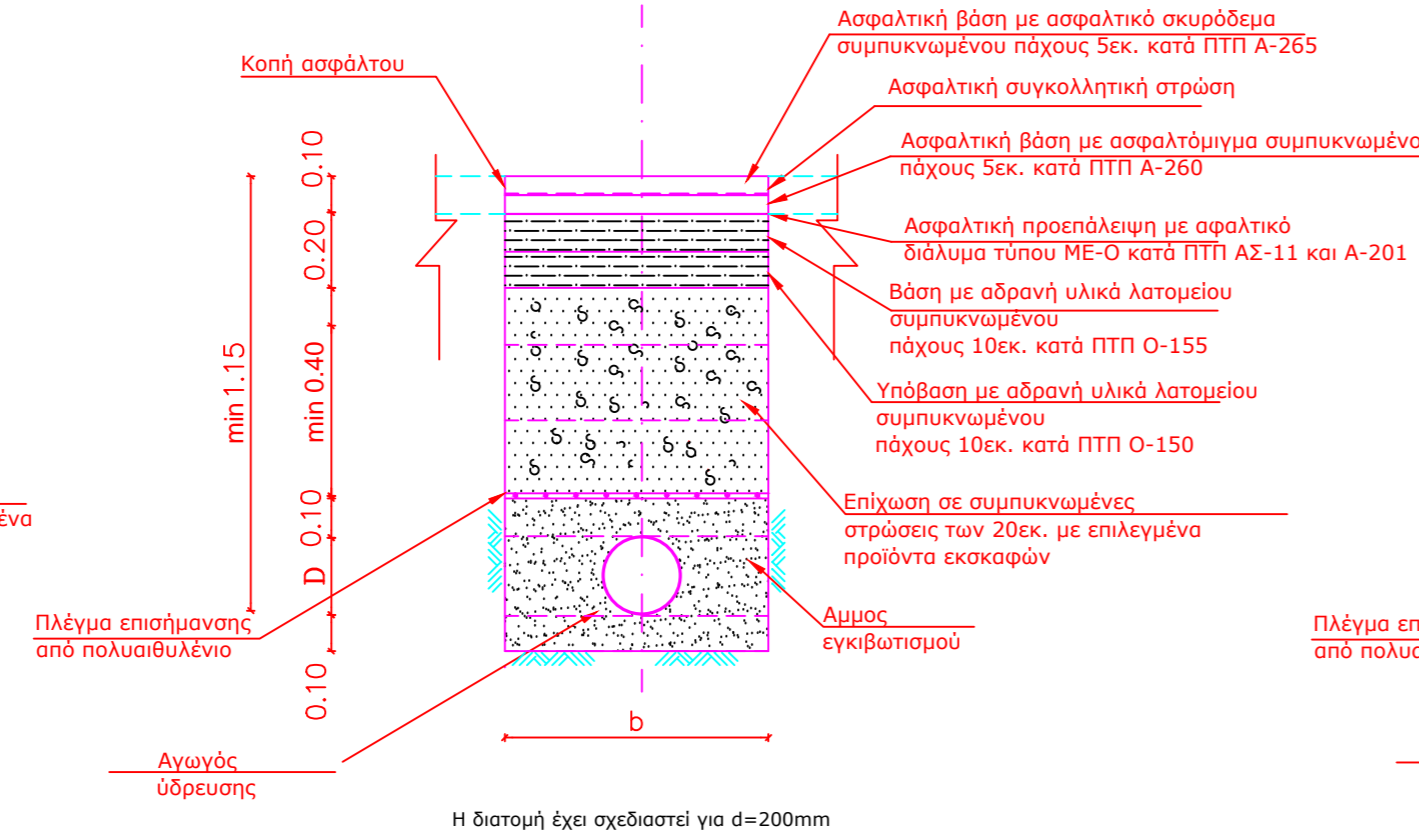 Ασφαλτική βάση με ασφαλτικό σκυρόδεμα
συμπυκνωμένου πάχους 5εκ. κατά ΠΤΠ Α-265
Κοπή ασφάλτου
Ασφαλτική συγκολλητική στρώση
Ασφαλτική βάση με ασφαλτόμιγμα συμπυκνωμένο
πάχους 5εκ. κατά ΠΤΠ Α-260
Ασφαλτική προεπάλειψη με αφαλτικό
διάλυμα τύπου ΜΕ-Ο κατά ΠΤΠ ΑΣ-11 και Α-201
Βάση με αδρανή υλικά λατομείου
συμπυκνωμένου
πάχους 10εκ. κατά ΠΤΠ Ο-155
Υπόβαση με αδρανή υλικά λατομείου
συμπυκνωμένου
πάχους 10εκ. κατά ΠΤΠ Ο-150
Επίχωση σε συμπυκνωμένες
στρώσεις των 20εκ. με επιλεγμένα
προϊόντα εκσκαφών
Αμμος
εγκιβωτισμού
0.10
0.20
min 0.40
0.10
D
0.10
min 1.15
ένα
Πλέγμα επισήμανσης
από πολυαιθυλένιο
Αγωγός
ύδρευσης
b
Πλέγμα επ
από πολυα
Η διατομή έχει σχεδιαστεί για d=200mm